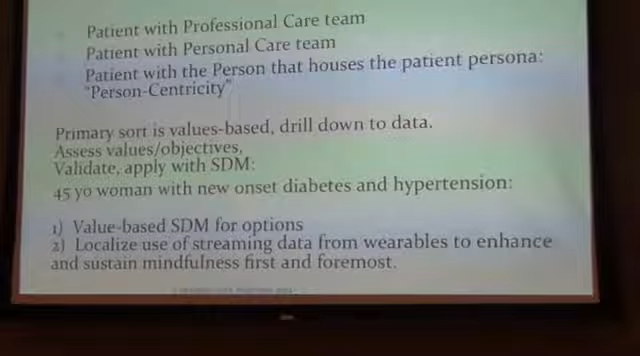 Patient with Professional Care team
Patient with Personal Care team
Patient with the Person that houses the patient persona:
"Person-Centricity"
Primary sort is values-based, drill down to data.
Assess values/objectives,
Validate, apply with SDM:
45 yo woman with new onset diabetes and hypertension:
1) Value-based SDM for options
2) Localize use of streaming data from wearables to enhance
and sustain mindfulness first and foremost.